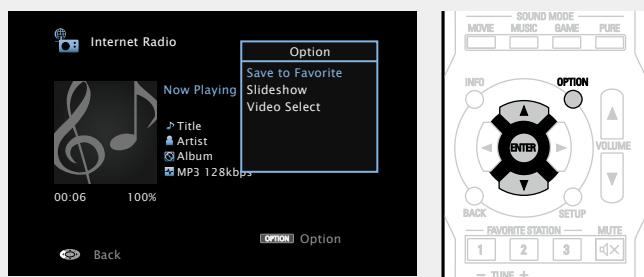 Internet Radio
Option
Save to Favorite
Slideshow
Video Select
Now Playing
Title
Artist
Album
MP3 128kbps
00:06 100%
OPTION Option
Back
SOUND MODE
MOVIE MUSIC GAME PURE
INFO OPTION
ENTER
VOLUME
BACK SETUP
FAVORITE STATION MUTE
1 2 3
− TUNE +